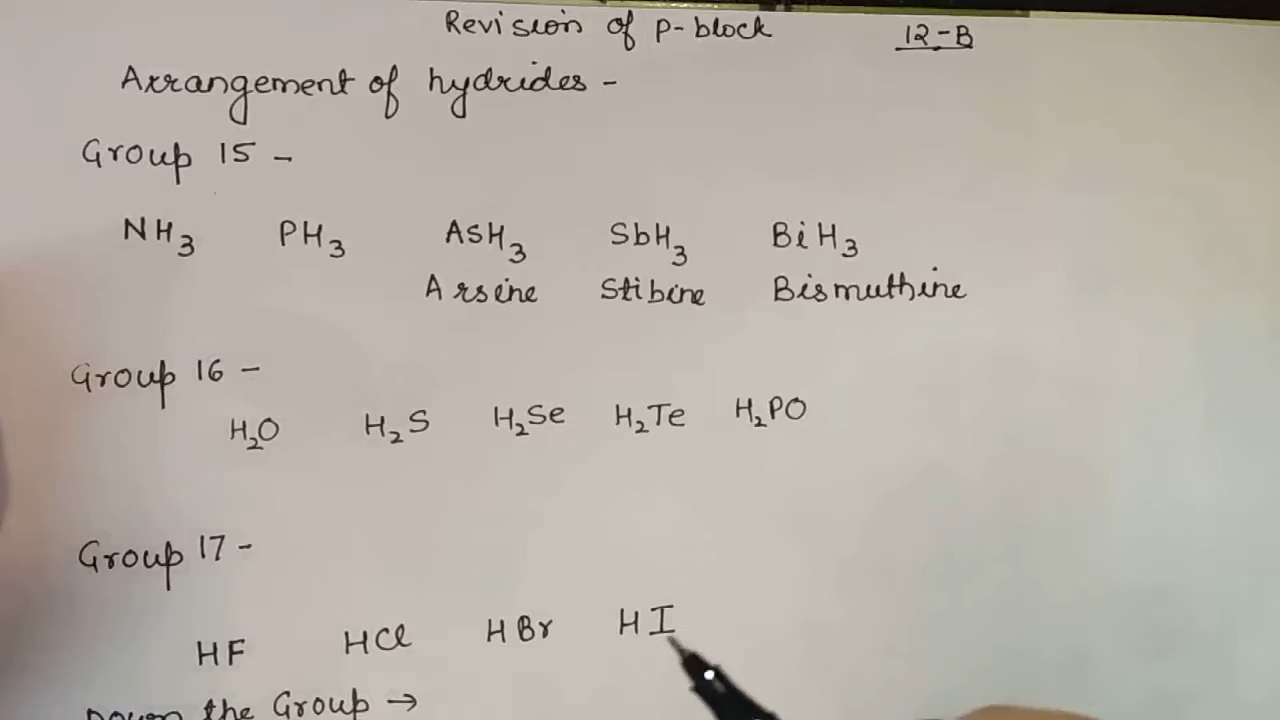 Revision of p-block 12-B
Arrangement of hydrides -
Group 15 -
NH3 PH3 AsH3 SbH3 BiH3
Arsine Stibine Bismuthine
Group 16 -
H2O H2S H2Se H2Te H2PO
Group 17 -
HF HCl HBr HI
Down the Group →